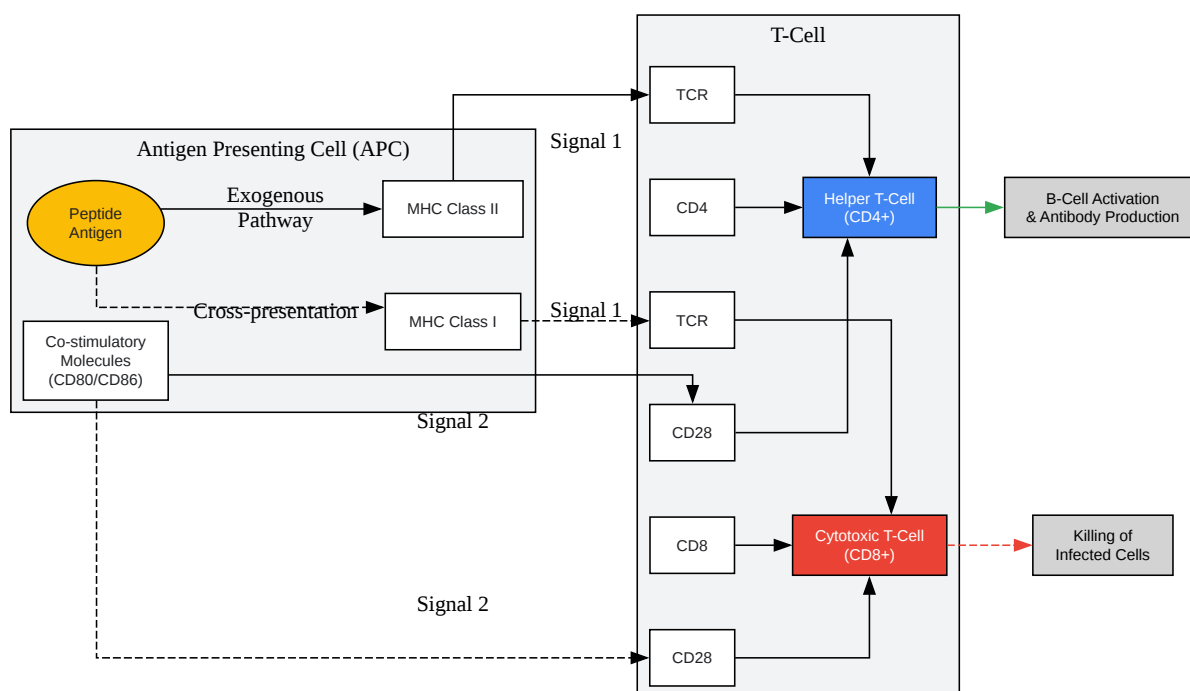 T-Cell
TCR
Signal 1
Antigen Presenting Cell (APC)
Exogenous
Pathway
Peptide
Antigen
MHC Class II
CD4
Helper T-Cell
(CD4+)
B-Cell Activation
& Antibody Production
Cross-presentation
MHC Class I
Signal 1
TCR
Co-stimulatory
Molecules
(CD80/CD86)
Signal 2
CD28
CD8
Cytotoxic T-Cell
(CD8+)
Killing of
Infected Cells
Signal 2
CD28